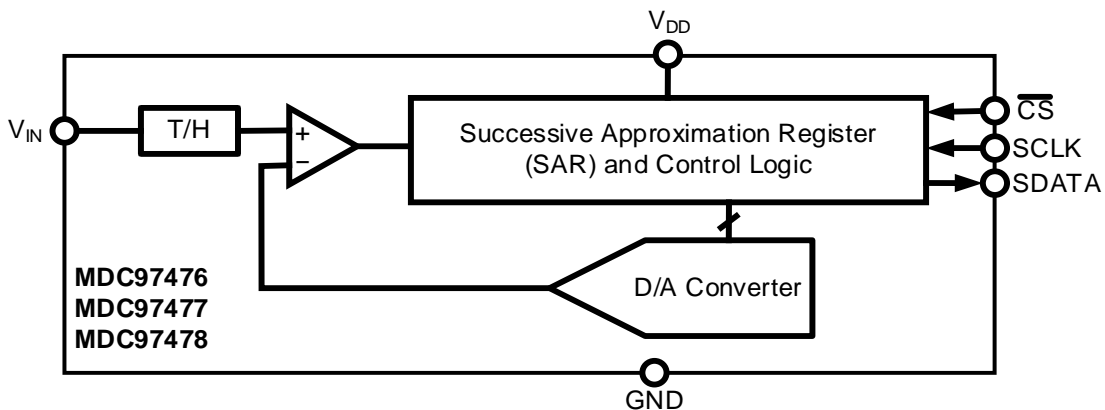 VDD
VIN
T/H
+
−
Successive Approximation Register
(SAR) and Control Logic
CS
SCLK
SDATA
D/A Converter
MDC97476
MDC97477
MDC97478
GND